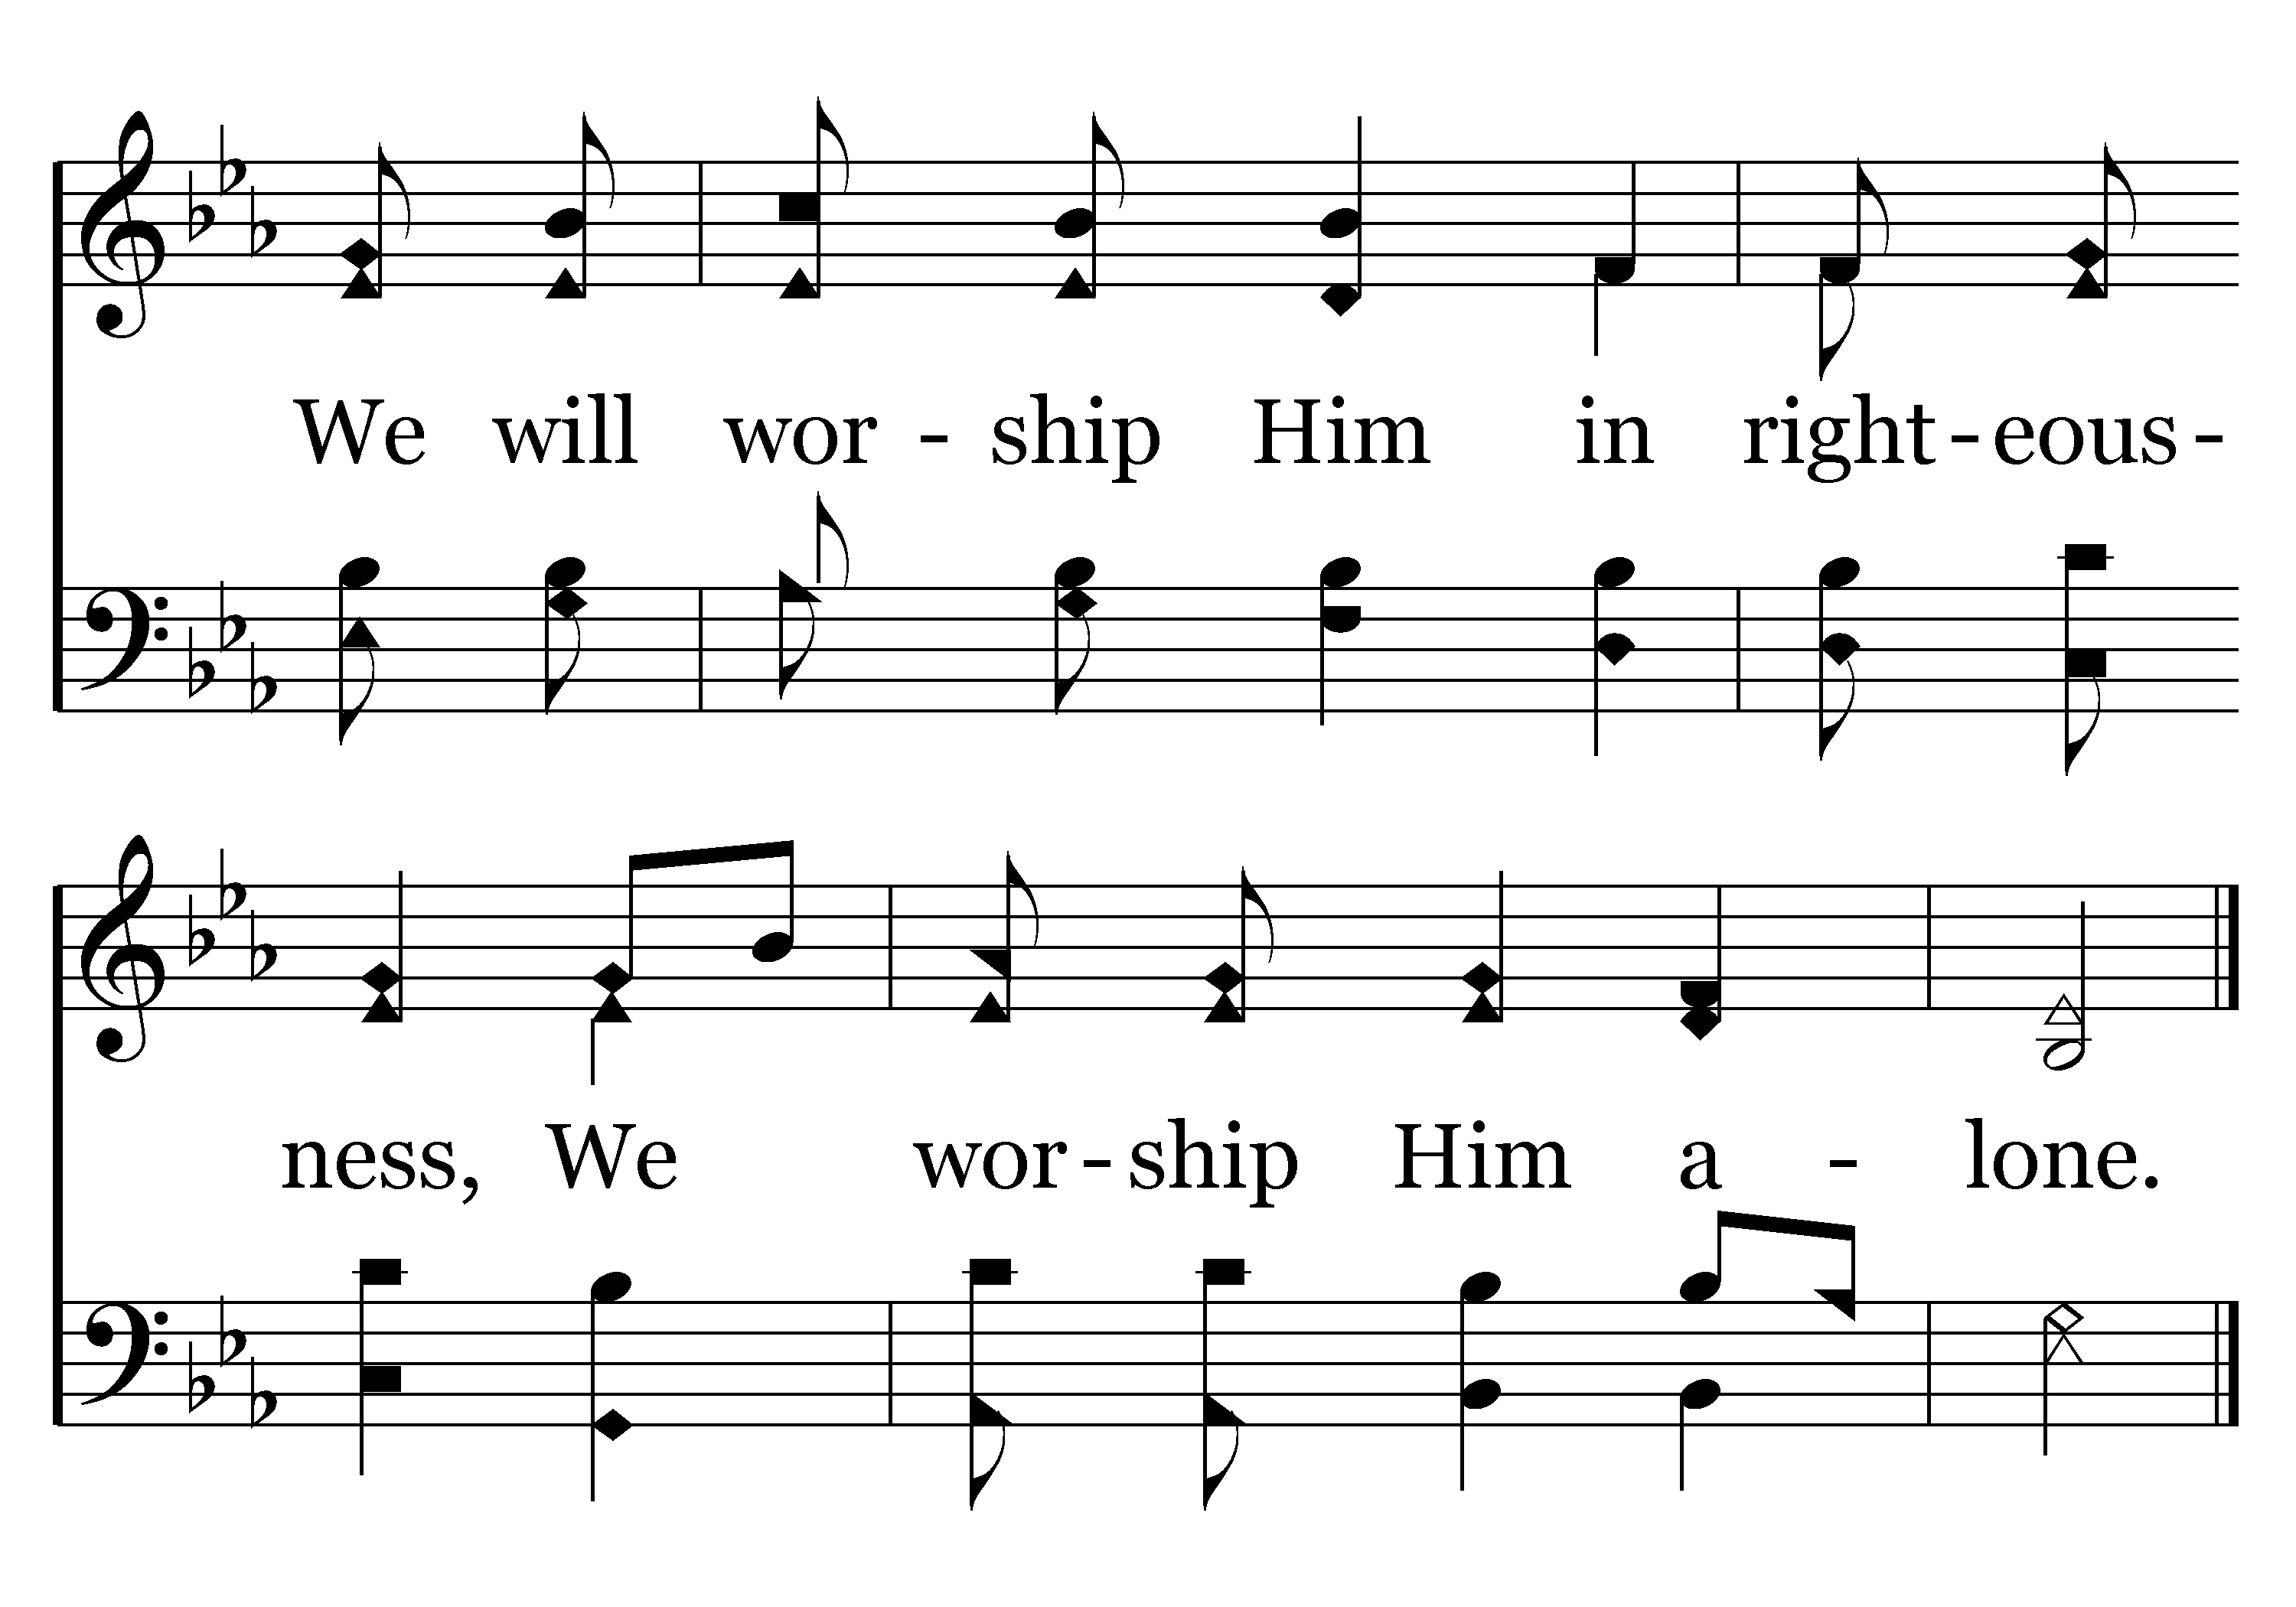 We will wor - ship Him in right - eous -
ness, We wor - ship Him a - lone.